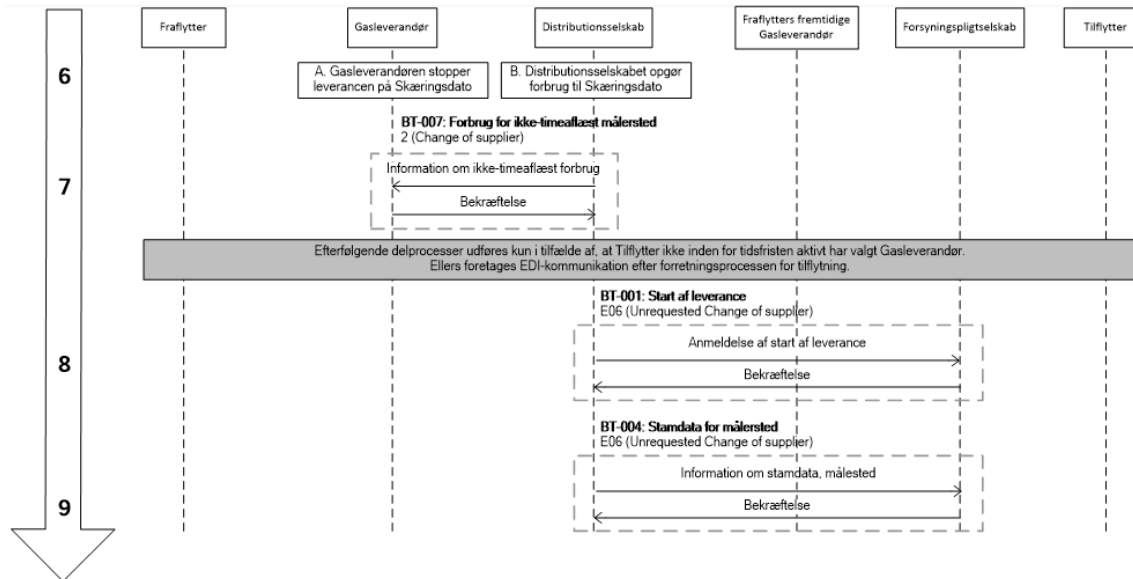 Fraflytter
Gasleverandør
Distributionsselskab
Fraflytters fremtidige
Gasleverandør
Forsyningspligtselskab
Tilflytter
6
A. Gasleverandøren stopper
leverancen på Skæringsdato
B. Distributionsselskabet opgør
forbrug til Skæringsdato
BT-007: Forbrug for ikke-timeaflæst målersted
2 (Change of supplier)
7
Information om ikke-timeaflæst forbrug
Bekræftelse
Efterfølgende delprocesser udføres kun i tilfælde af, at Tilflytter ikke inden for tidsfristen aktivt har valgt Gasleverandør.
Ellers foretages EDI-kommunikation efter forretningsprocessen for tilflytning.
BT-001: Start af leverance
E06 (Unrequested Change of supplier)
8
Anmeldelse af start af leverance
Bekræftelse
BT-004: Stamdata for målersted
E06 (Unrequested Change of supplier)
9
Information om stamdata, målested
Bekræftelse